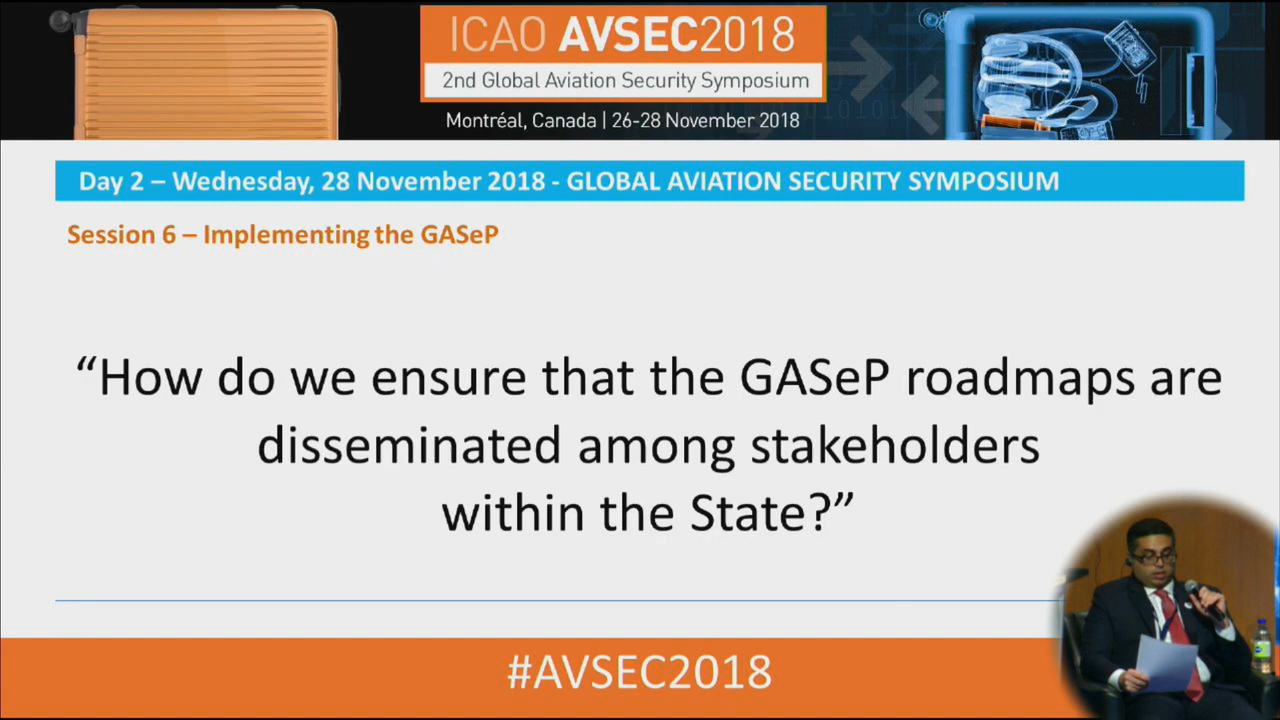 ICAO AVSEC2018
2nd Global Aviation Security Symposium
Montréal, Canada | 26-28 November 2018
Day 2 – Wednesday, 28 November 2018 - GLOBAL AVIATION SECURITY SYMPOSIUM
Session 6 – Implementing the GASeP
“How do we ensure that the GASeP roadmaps are
disseminated among stakeholders
within the State?”
#AVSEC2018